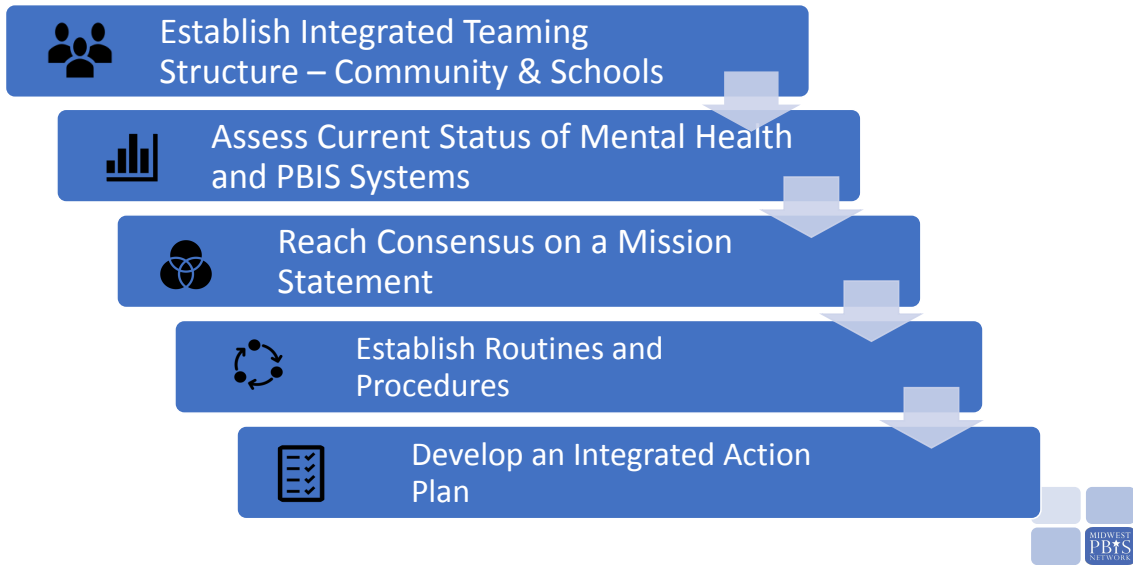 Establish Integrated Teaming
Structure – Community & Schools
Assess Current Status of Mental Health
and PBIS Systems
Reach Consensus on a Mission
Statement
Establish Routines and
Procedures
Develop an Integrated Action
Plan
MIDWEST
PBIS
NETWORK